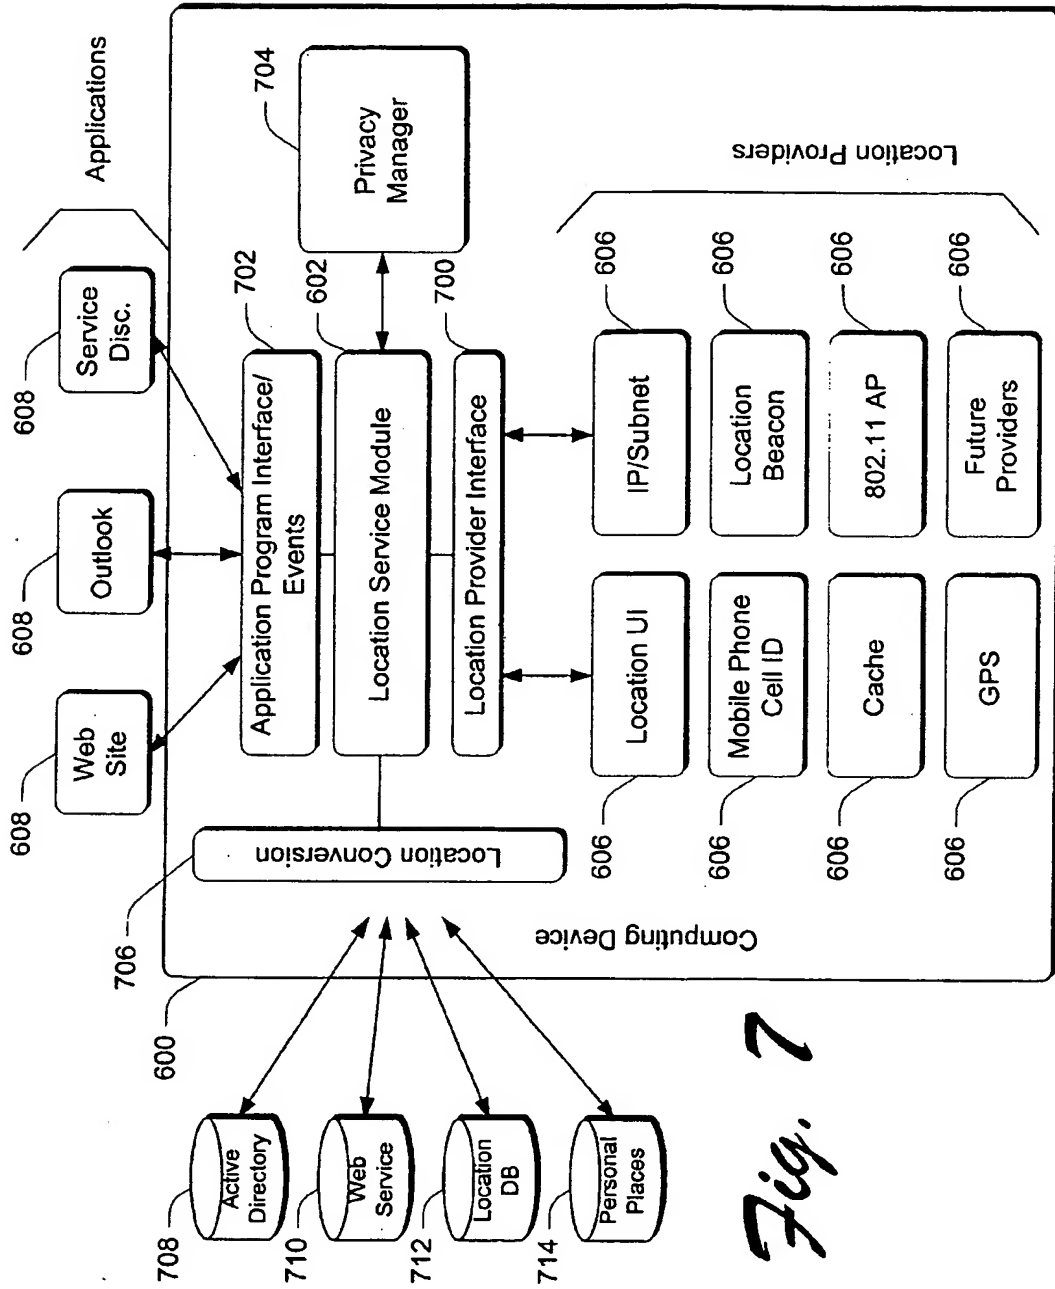 Applications
608
Web
Site
608
Outlook
608
Service
Disc.
600
706
Location Conversion
702
Application Program Interface/
Events
602
Location Service Module
700
Location Provider Interface
704
Privacy
Manager
708
Active
Directory
710
Web
Service
712
Location
DB
714
Personal
Places
Computing Device
Location Providers
606
Location UI
IP/Subnet
606
606
Mobile Phone
Cell ID
Location
Beacon
606
606
Cache
802.11 AP
606
606
GPS
Future
Providers
606
Fig. 7